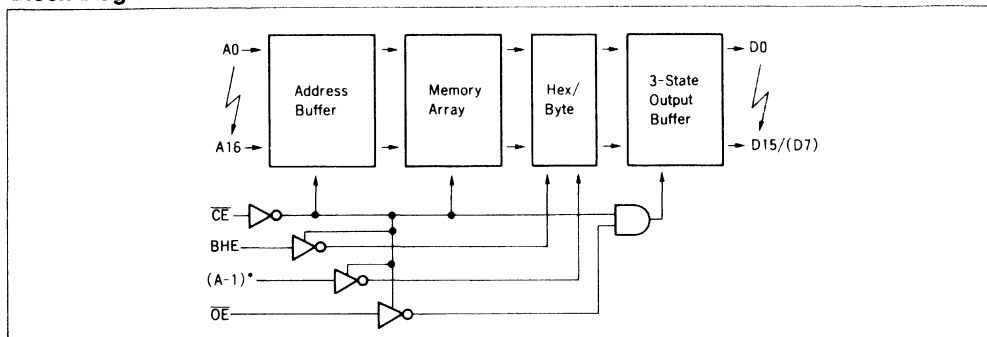 A0
Address
Buffer
Memory
Array
Hex/
Byte
3-State
Output
Buffer
D0
A16
D15/(D7)
CE
BHE
(A-1)*
OE